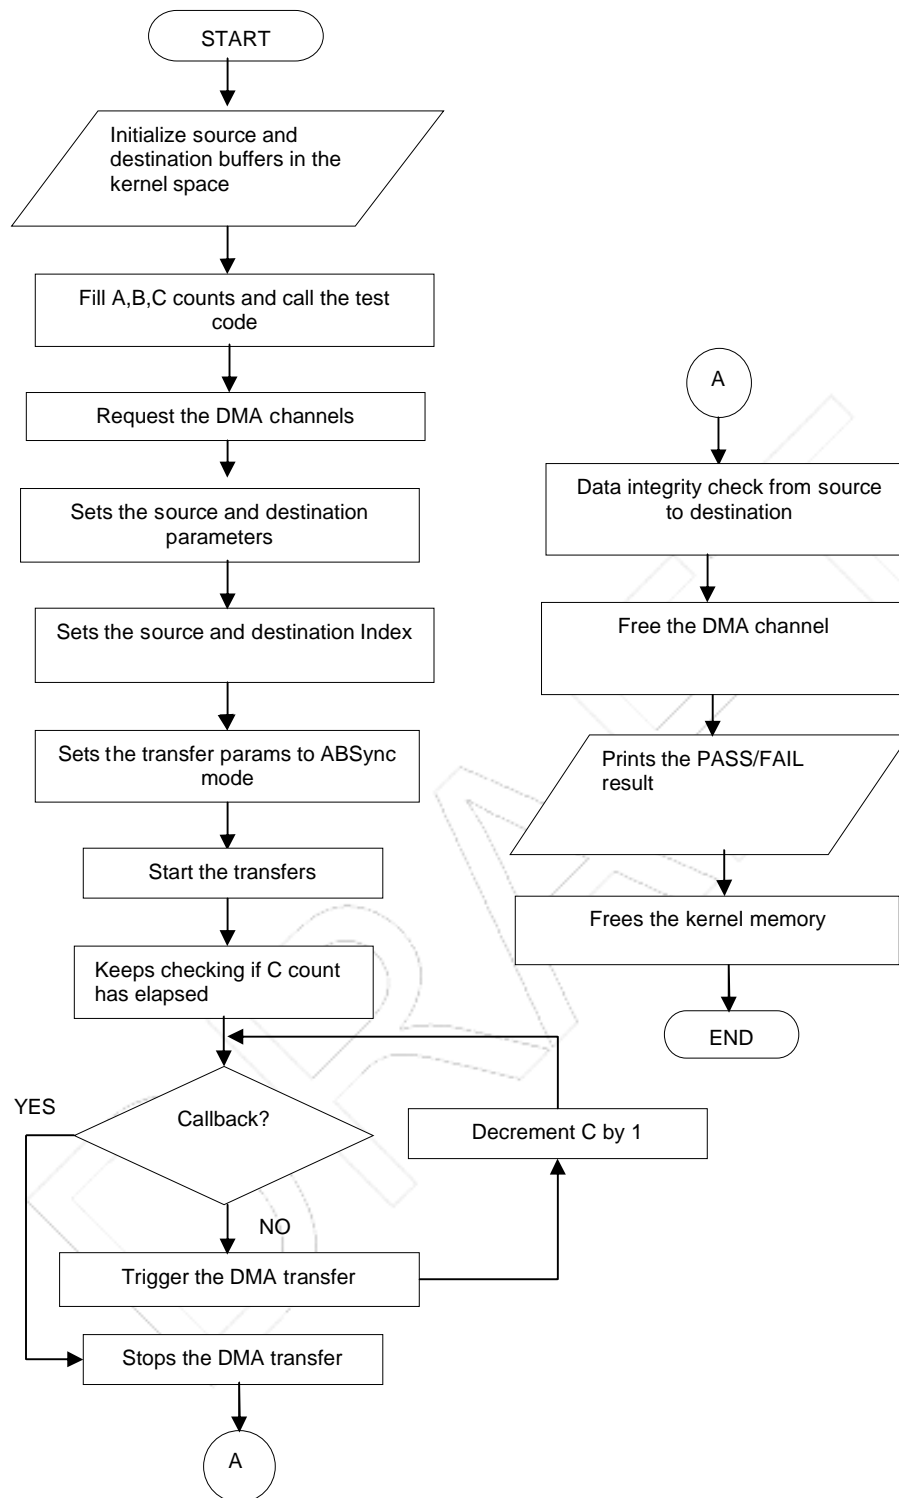 START
Initialize source and
destination buffers in the
kernel space
Fill A,B,C counts and call the test
code
Request the DMA channels
Sets the source and destination
parameters
Sets the source and destination Index
Sets the transfer params to ABSync
mode
Start the transfers
Keeps checking if C count
has elapsed
YES
Callback?
Decrement C by 1
NO
Trigger the DMA transfer
Stops the DMA transfer
A
A
Data integrity check from source
to destination
Free the DMA channel
Prints the PASS/FAIL
result
Frees the kernel memory
END
DRAFT